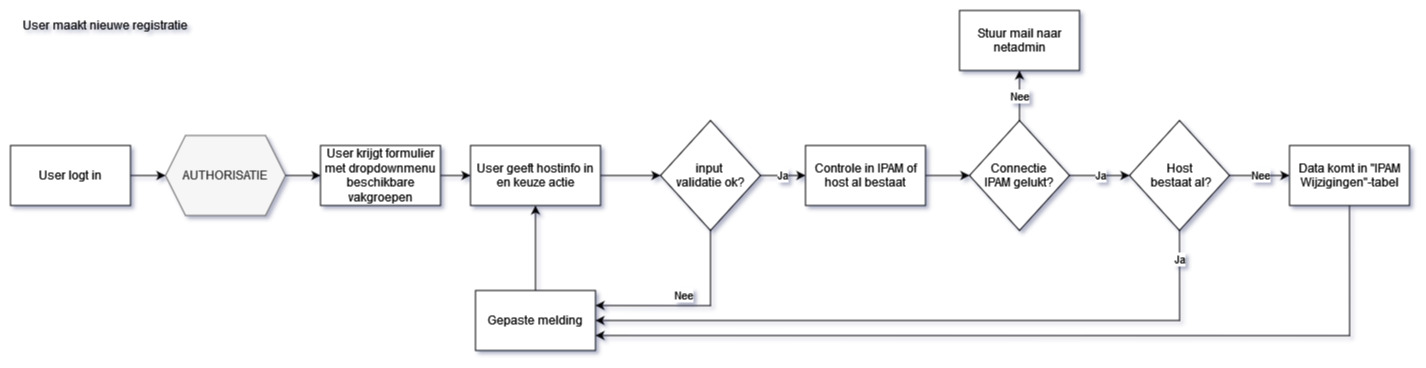 User maakt nieuwe registratie
Stuur mail naar
netadmin
Nee
User logt in
AUTHORISATIE
User krijgt formulier
met dropdownmenu
beschikbare
vakgroepen
User geeft hostinfo in
en keuze actie
input
validatie ok?
Ja
Controle in IPAM of
host al bestaat
Connectie
IPAM gelukt?
Ja
Host
bestaat al?
Nee
Data komt in "IPAM
Wijzigingen"-tabel
Ja
Nee
Gepaste melding